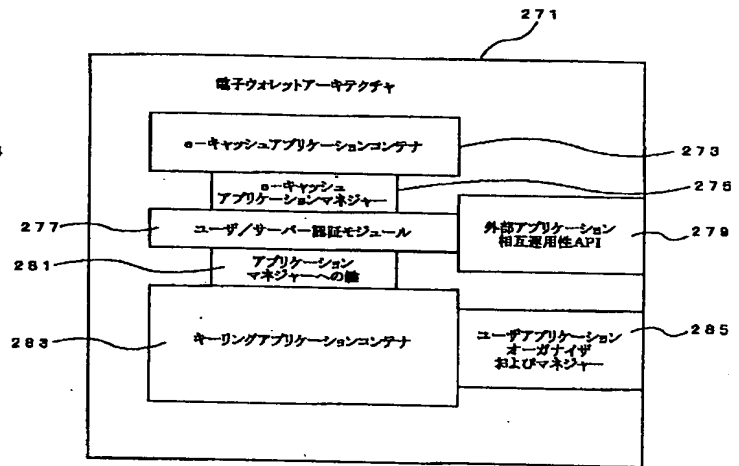 271
電子ウォレットアーキテクチャ
e-キャッシュアプリケーションコンテナ
273
e-キャッシュ
アプリケーションマネジャー
275
277
ユーザ/サーバー認証モジュール
外部アプリケーション
相互運用性API
279
281
アプリケーション
マネジャーへの鍵
283
キーリングアプリケーションコンテナ
ユーザアプリケーション
オーガナイザ
およびマネジャー
285